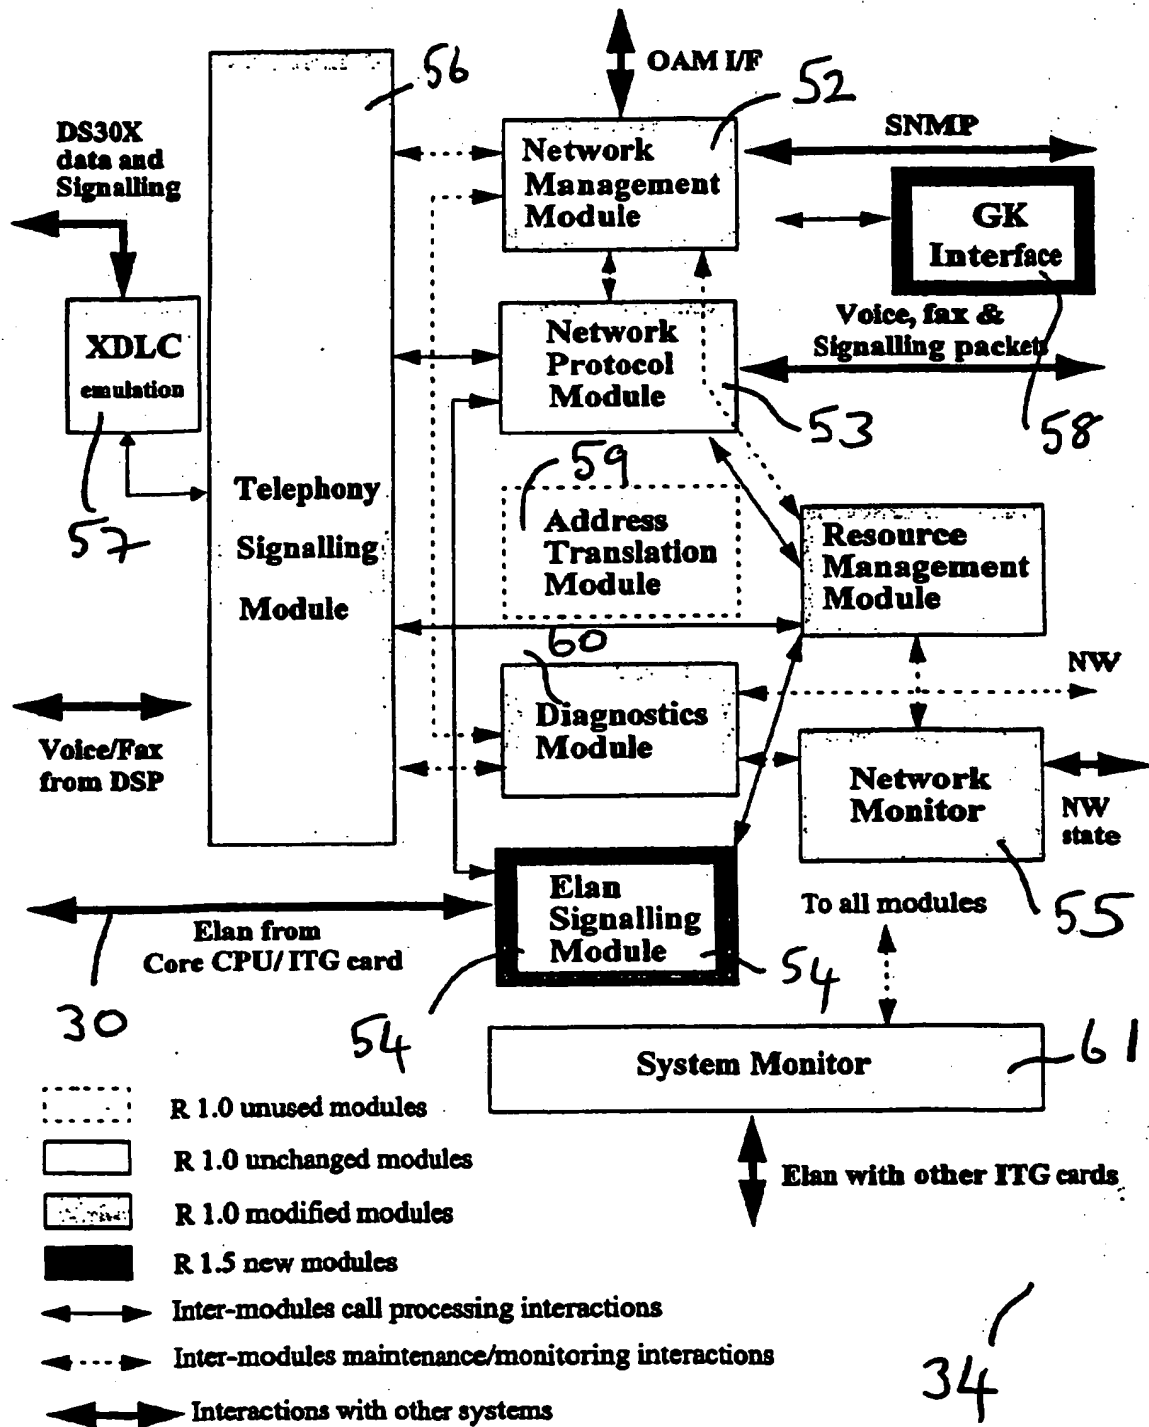 OAM I/F
56
52
DS30X
data and
Signalling
Network
Management
Module
SNMP
GK
Interface
XDLC
emulation
Network
Protocol
Module
Voice, fax &
Signalling packets
53
58
59
57
Telephony
Signalling
Module
Address
Translation
Module
Resource
Management
Module
60
NW
Diagnostics
Module
Voice/Fax
from DSP
Network
Monitor
NW
state
Elan
Signalling
Module
To all modules
55
Elan from
Core CPU/ ITG card
54
54
30
System Monitor
61
R 1.0 unused modules
R 1.0 unchanged modules
Elan with other ITG cards
R 1.0 modified modules
R 1.5 new modules
Inter-modules call processing interactions
Inter-modules maintenance/monitoring interactions
34
Interactions with other systems